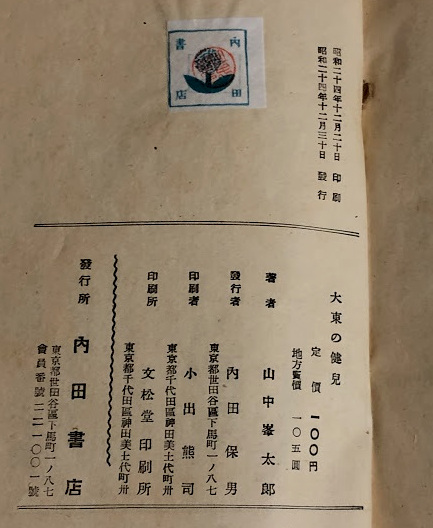 昭和二十四年十二月二十日 印刷
昭和二十四年十二月三十日 發行
內田
書店
大東の健兒
定價 一〇〇円
地方賣價 一〇五圓
著者 山中峯太郎
發行者 內田保男
東京都世田谷區下馬町一ノ八七
印刷者 小出熊司
東京都千代田區神田美土代町卅
印刷所 文松堂印刷所
東京都千代田區神田美土代町卅
發行所 內田書店
東京都世田谷區下馬町一ノ八七
會員番號一二一〇〇一號